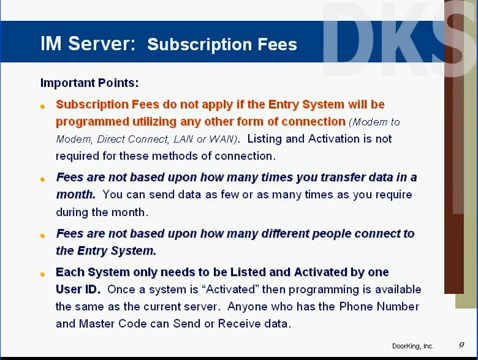 DKS
IM Server: Subscription Fees
Important Points:
Subscription Fees do not apply if the Entry System will be
programmed utilizing any other form of connection (Modem to
Modem, Direct Connect, LAN or WAN). Listing and Activation is not
required for these methods of connection.
Fees are not based upon how many times you transfer data in a
month. You can send data as few or as many times as you require
during the month.
Fees are not based upon how many different people connect to
the Entry System.
Each System only needs to be Listed and Activated by one
User ID. Once a system is “Activated” then programming is available
the same as the current server. Anyone who has the Phone Number
and Master Code can Send or Receive data.
DoorKing, Inc. 9